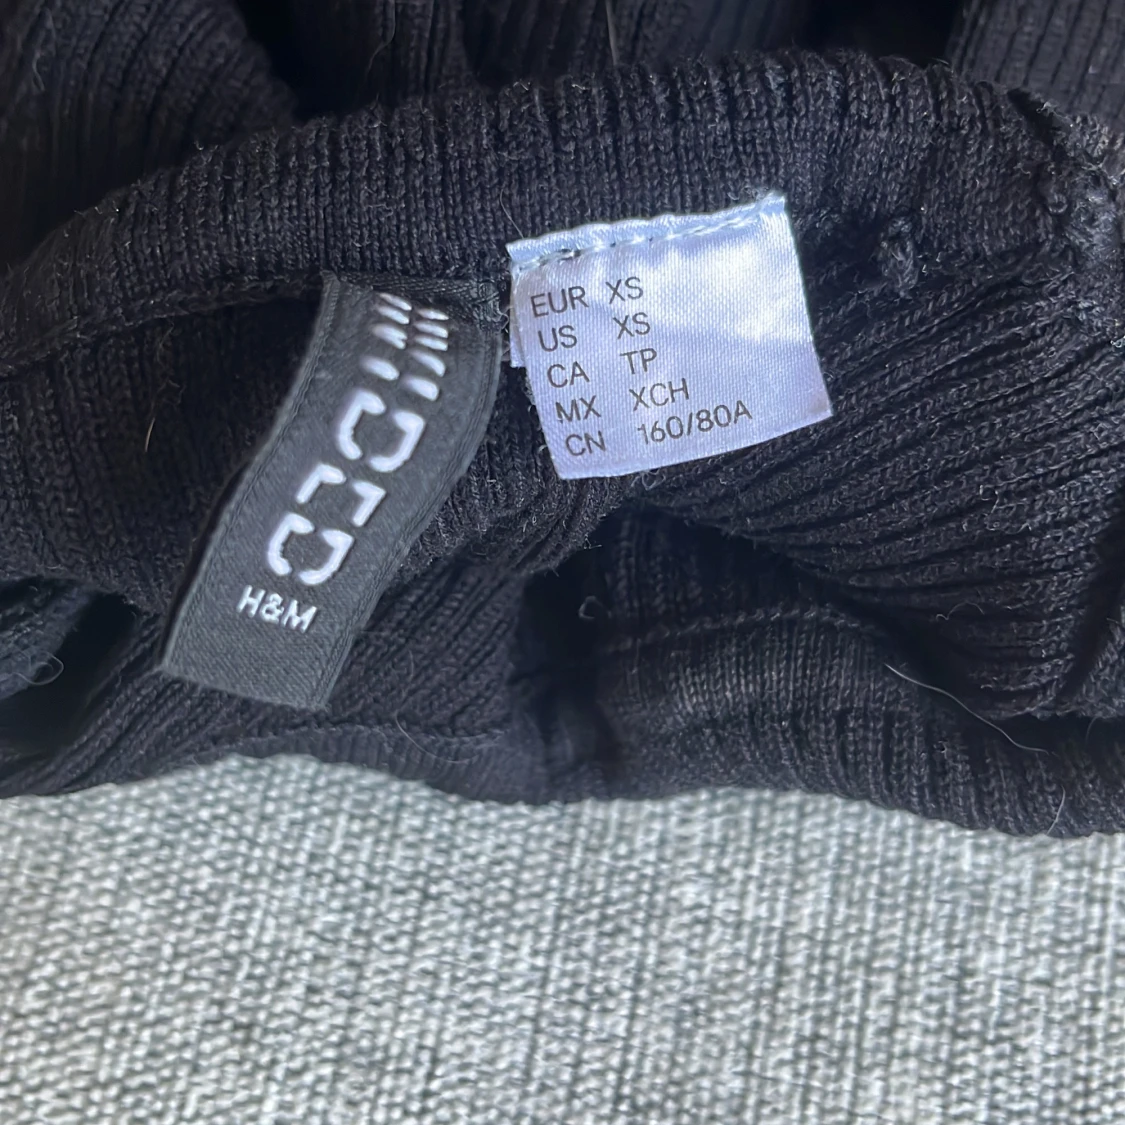 EUR XS
US XS
CA TP
MX XCH
CN 160/80A
H&M